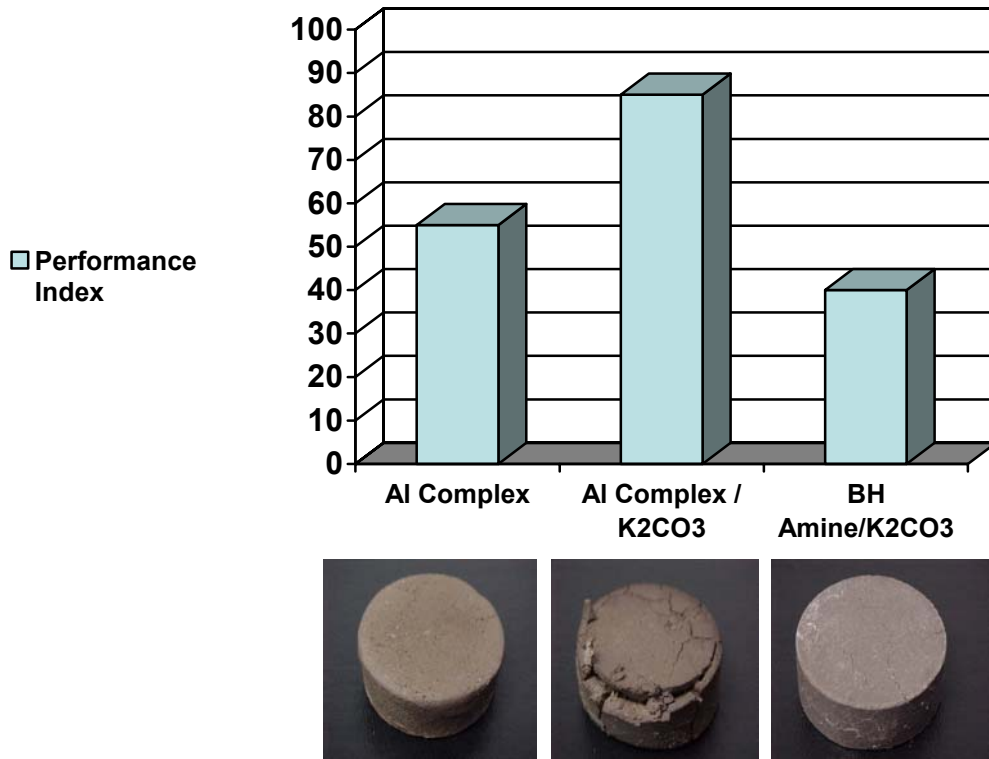 100
90
80
70
60
50
40
30
20
10
0
Performance
Index
Al Complex
Al Complex /
K2CO3
BH
Amine/K2CO3